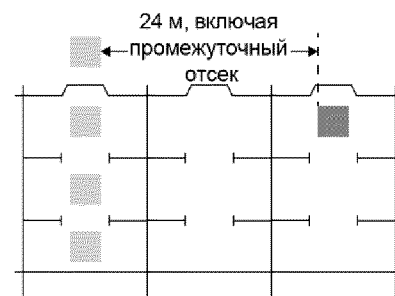 24 м, включая
промежуточный
отсек